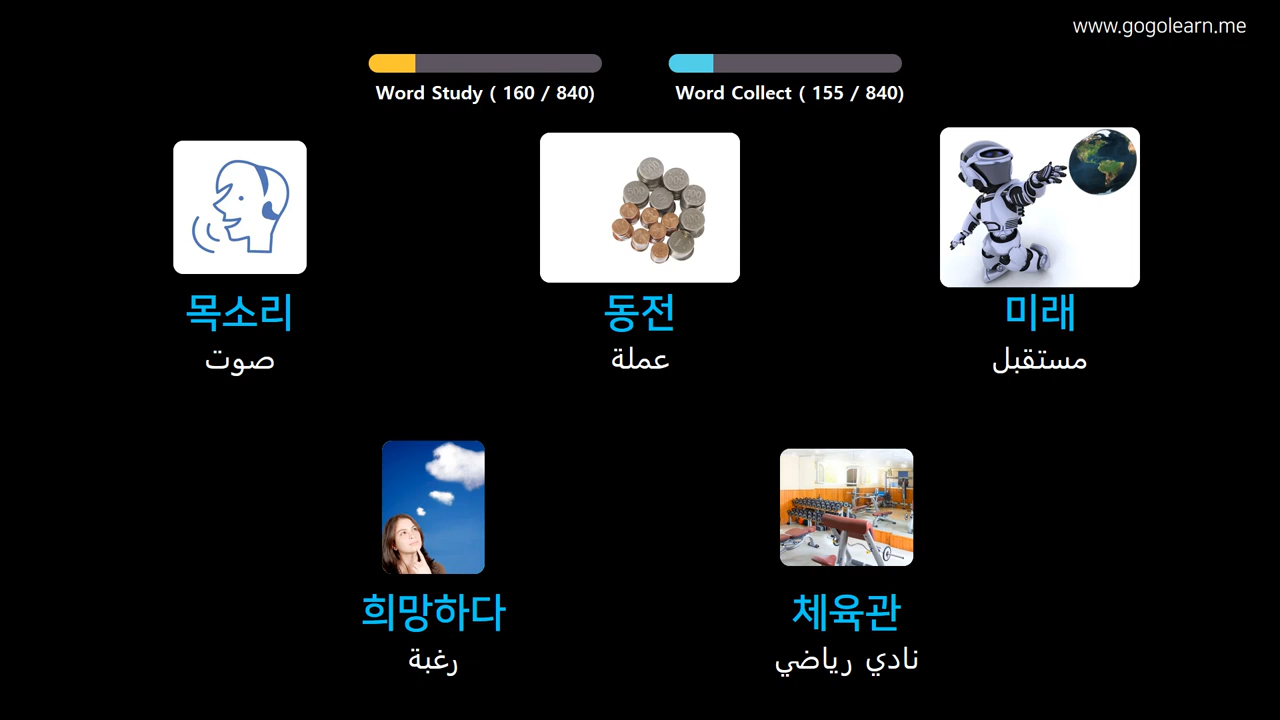 www.gogolearn.me
Word Study ( 160 / 840)
Word Collect ( 155 / 840)
목소리
صوت
동전
عملة
미래
مستقبل
희망하다
رغبة
체육관
نادي رياضي